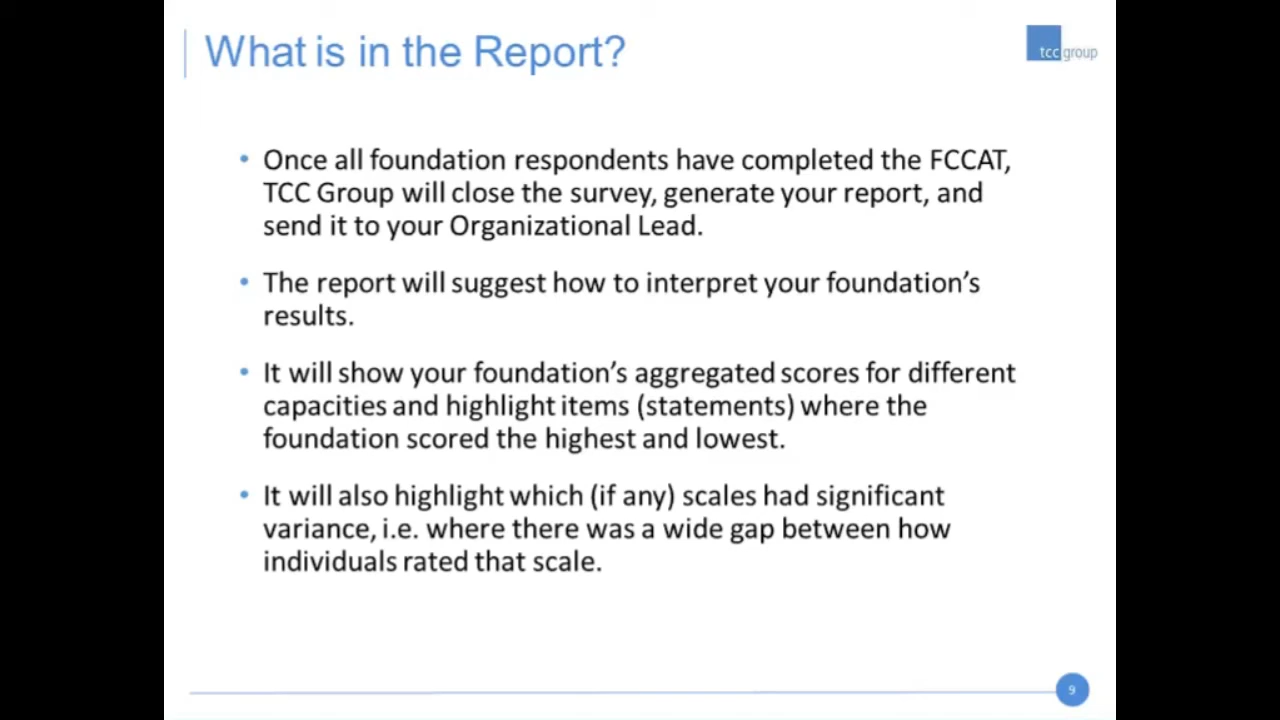 What is in the Report?
tcc group
• Once all foundation respondents have completed the FCCAT,
TCC Group will close the survey, generate your report, and
send it to your Organizational Lead.
• The report will suggest how to interpret your foundation’s
results.
• It will show your foundation’s aggregated scores for different
capacities and highlight items (statements) where the
foundation scored the highest and lowest.
• It will also highlight which (if any) scales had significant
variance, i.e. where there was a wide gap between how
individuals rated that scale.
9